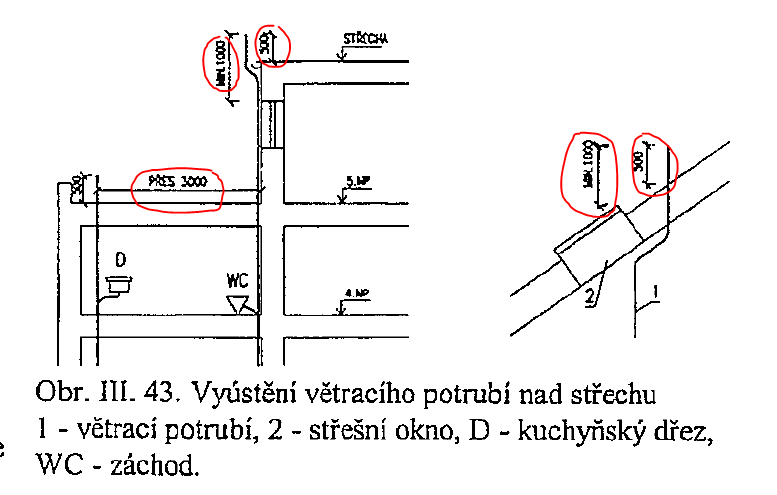 MIN.1000
500
STŘECHA
500
PŘES 3000
5.NP
D
WC
4.NP
MIN.1000
500
2
1
Obr. III. 43. Vyústění větracího potrubí nad střechu
1 - větrací potrubí, 2 - střešní okno, D - kuchyňský dřez,
e
WC - záchod.